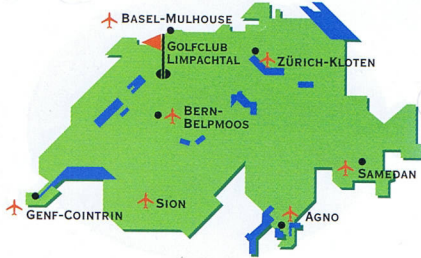 BASEL-MULHOUSE
GOLFCLUB
LIMPACHTAL
ZÜRICH-KLOTEN
BERN-
BELPMOOS
SAMEDAN
SION
GENF-COINTRIN
AGNO